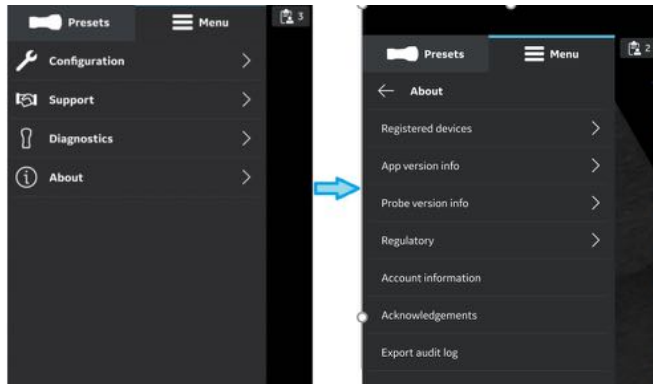 Presets
Menu
3
Configuration
Support
Diagnostics
About
Presets
Menu
2
About
Registered devices
App version info
Probe version info
Regulatory
Account information
Acknowledgements
Export audit log